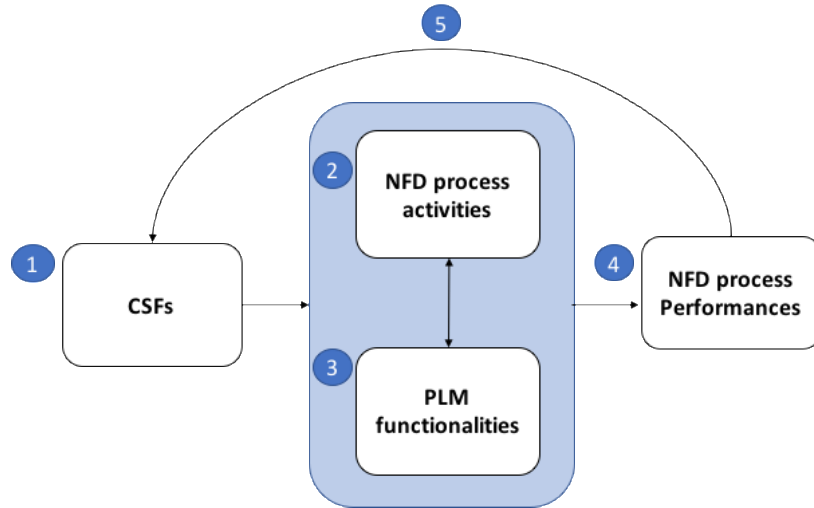 5
2
NFD process
activities
1
CSFs
4
NFD process
Performances
3
PLM
functionalities